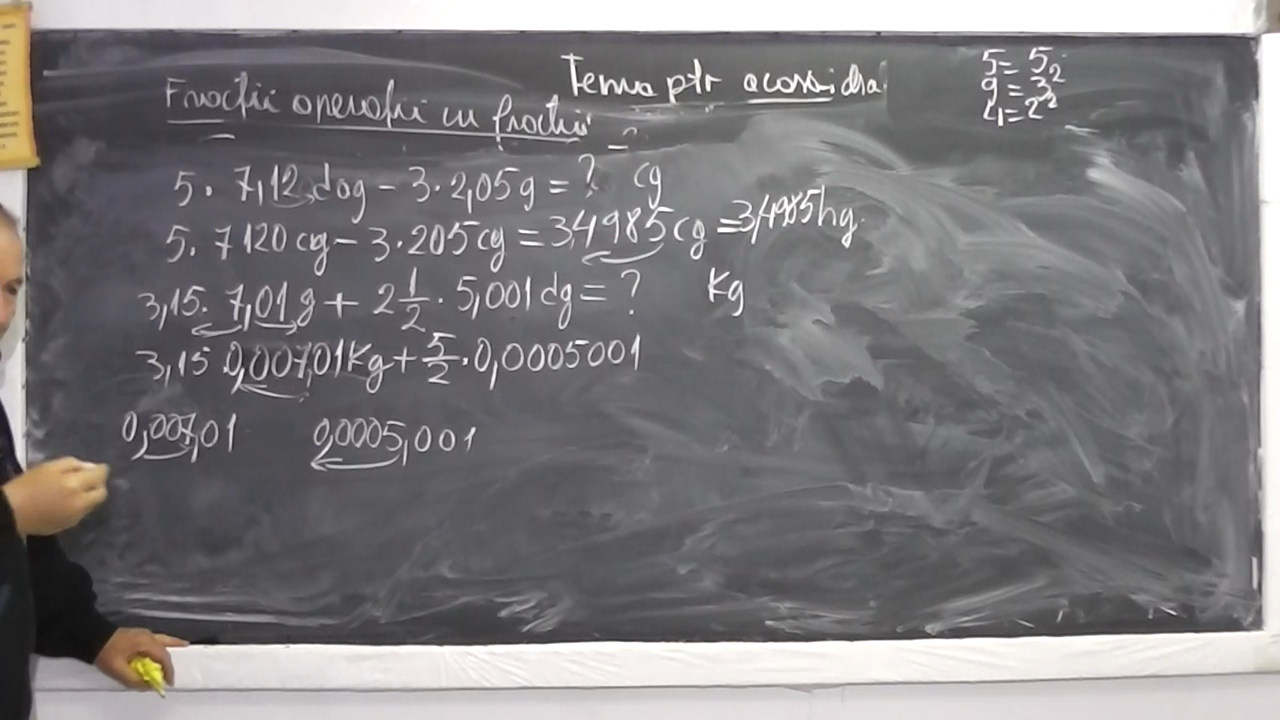 Tema ptr acasă
5 = 5
9 = 3²
4 = 2²
Fracții operații cu fracții
5 · 7,12 dag - 3 · 2,05 g = ? cg
5 · 7120 cg - 3 · 205 cg = 3,4985 cg = 3,4985 hg
3,15 · 7,01 g + 2 1/2 · 5,001 dg = ? Kg
3,15 0,00701 Kg + 5/2 · 0,0005001
0,007,01 0,0005,001